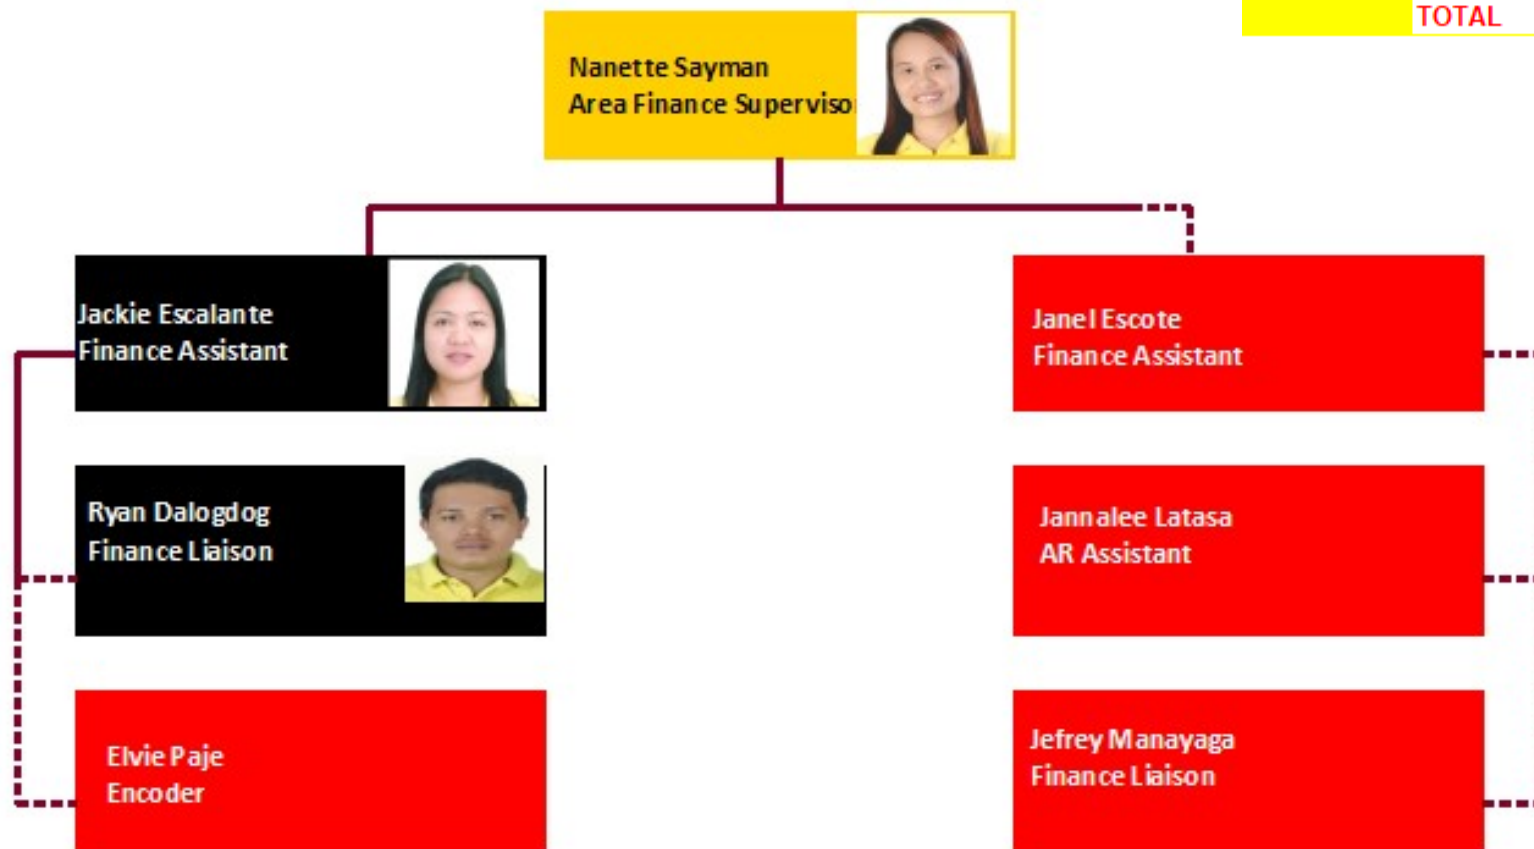 TOTAL
Nanette Sayman
Area Finance Superviso
Jackie Escalante
Finance Assistant
Janel Escote
Finance Assistant
Ryan Dalogdog
Finance Liaison
Jannalee Latasa
AR Assistant
Elvie Paje
Encoder
Jefrey Manayaga
Finance Liaison